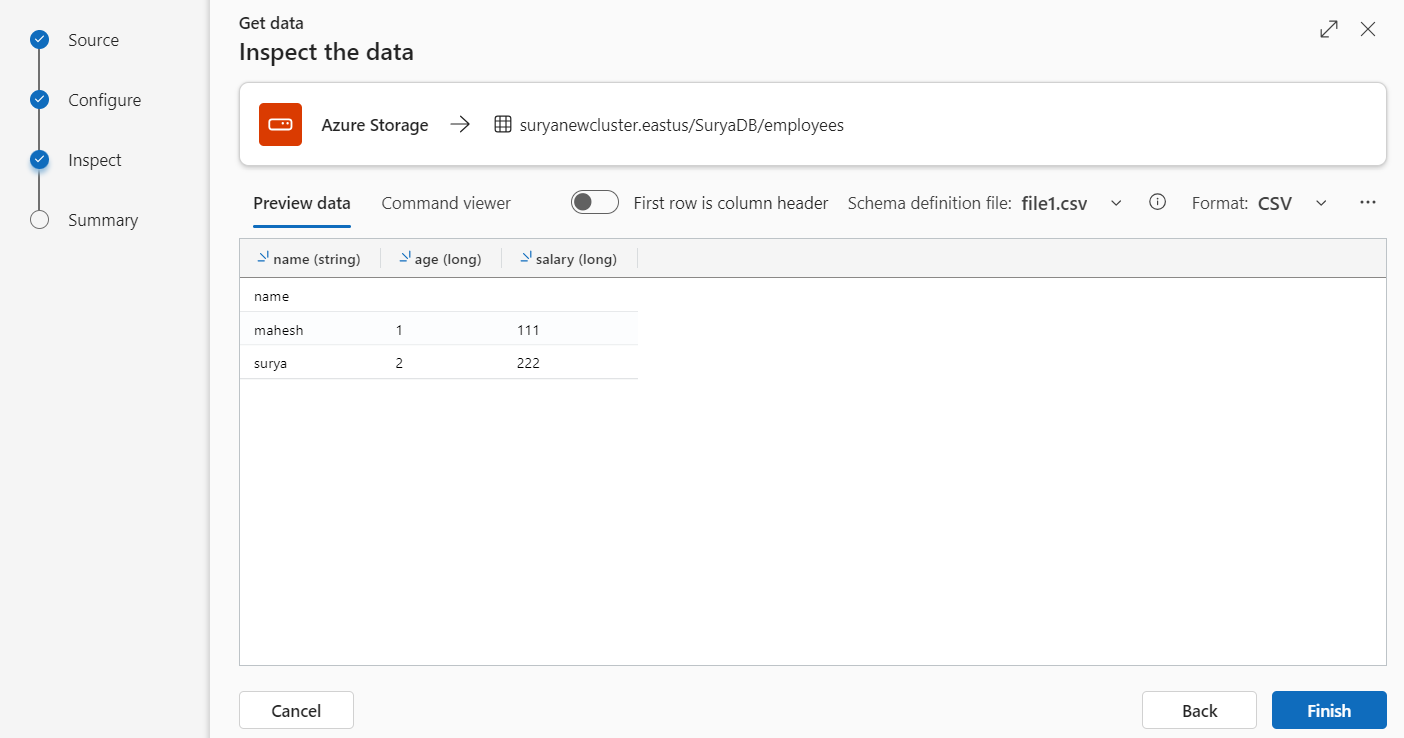 Source
Configure
Inspect
Summary
Get data
Inspect the data
Azure Storage suryanewcluster.eastus/SuryaDB/employees
Preview data Command viewer First row is column header Schema definition file: file1.csv Format: CSV
name (string) age (long) salary (long)
name
mahesh 1 111
surya 2 222
Cancel Back Finish